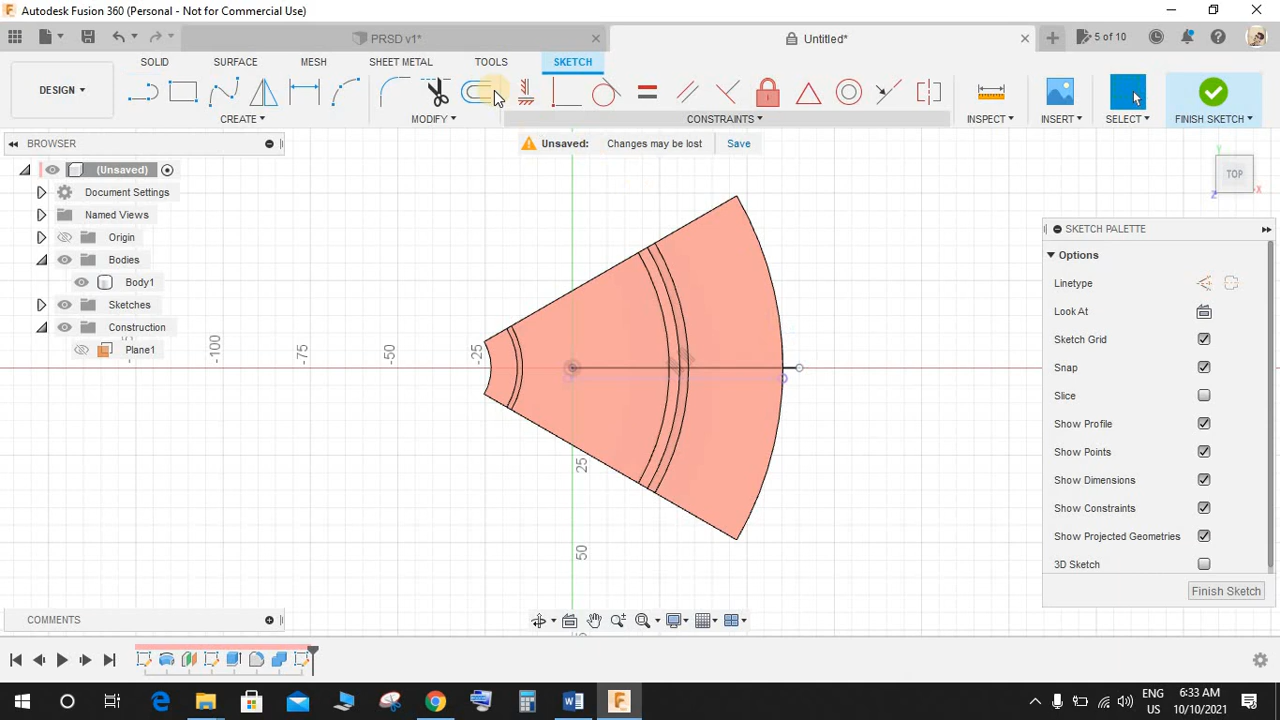 Autodesk Fusion 360 (Personal - Not for Commercial Use)
PRSD v1*
Untitled*
5 of 10
SOLID
SURFACE
MESH
SHEET METAL
TOOLS
SKETCH
DESIGN
CREATE
MODIFY
CONSTRAINTS
INSPECT
INSERT
SELECT
FINISH SKETCH
BROWSER
Unsaved: Changes may be lost Save
(Unsaved)
Document Settings
Named Views
Origin
Bodies
Body1
Sketches
Construction
Plane1
-100
-75
-50
-25
25
50
TOP
Y
X
Z
SKETCH PALETTE
Options
Linetype
Look At
Sketch Grid
Snap
Slice
Show Profile
Show Points
Show Dimensions
Show Constraints
Show Projected Geometries
3D Sketch
Finish Sketch
COMMENTS
ENG
US
6:33 AM
10/10/2021